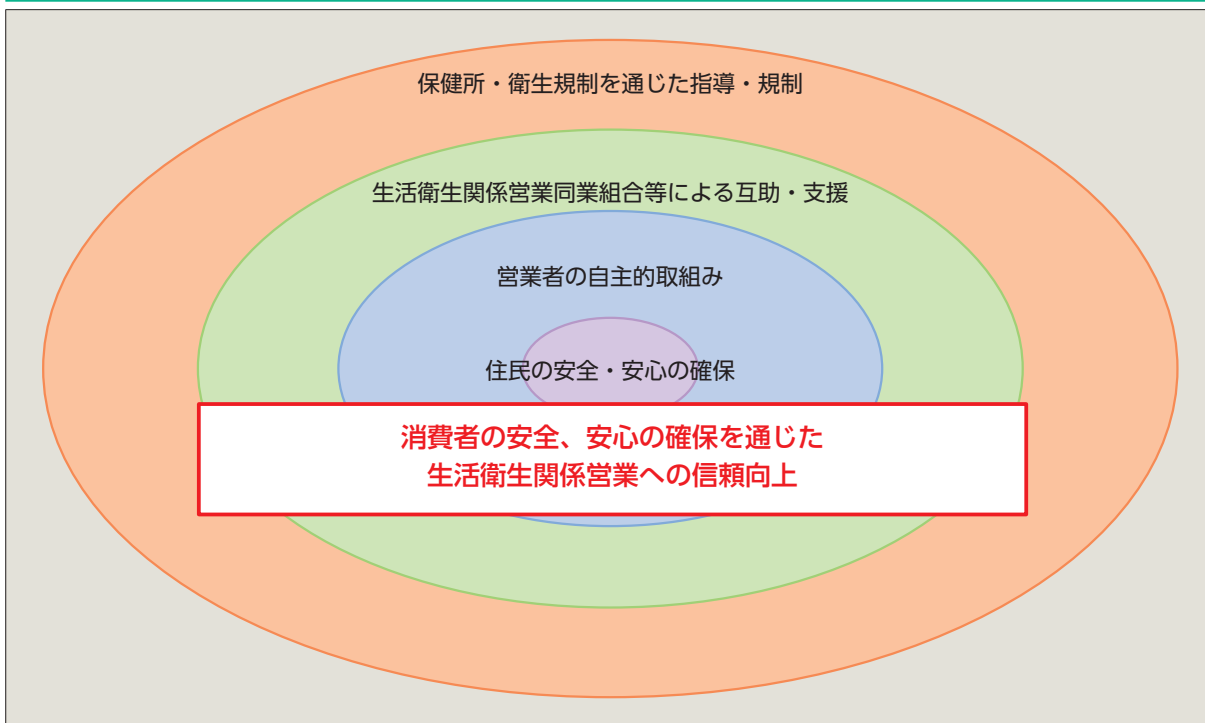 保健所・衛生規制を通じた指導・規制
生活衛生関係営業同業組合等による互助・支援
営業者の自主的取組み
住民の安全・安心の確保
消費者の安全、安心の確保を通じた
生活衛生関係営業への信頼向上